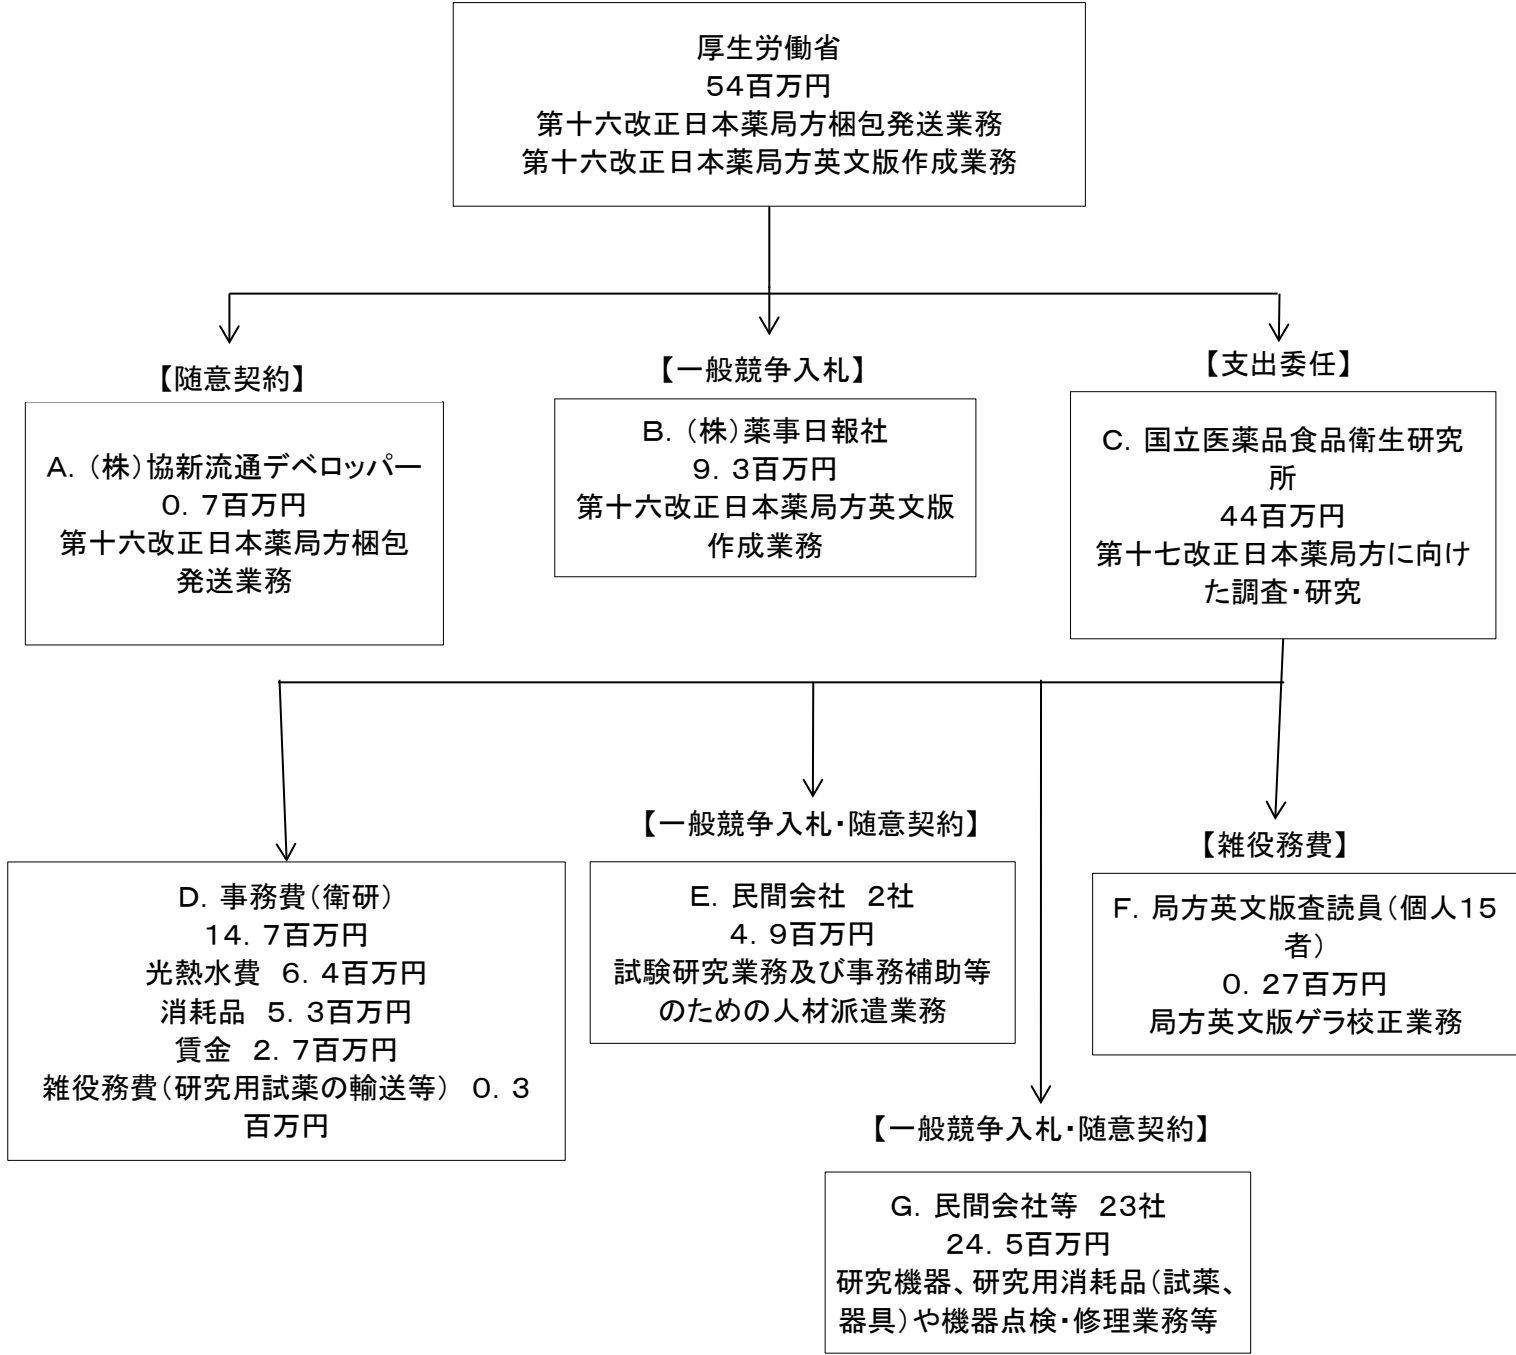 厚生労働省
54百万円
第十六改正日本薬局方梱包発送業務
第十六改正日本薬局方英文版作成業務
【随意契約】
A．（株）協新流通デベロッパー
0．7百万円
第十六改正日本薬局方梱包
発送業務
【一般競争入札】
B．（株）薬事日報社
9．3百万円
第十六改正日本薬局方英文版
作成業務
【支出委任】
C．国立医薬品食品衛生研究
所
44百万円
第十七改正日本薬局方に向け
た調査・研究
D．事務費（衛研）
14．7百万円
光熱水費　6．4百万円
消耗品　5．3百万円
賃金　2．7百万円
雑役務費（研究用試薬の輸送等）　0．3
百万円
【一般競争入札・随意契約】
E．民間会社　2社
4．9百万円
試験研究業務及び事務補助等
のための人材派遣業務
【雑役務費】
F．局方英文版査読員（個人15
者）
0．27百万円
局方英文版ゲラ校正業務
【一般競争入札・随意契約】
G．民間会社等　23社
24．5百万円
研究機器、研究用消耗品（試薬、
器具）や機器点検・修理業務等